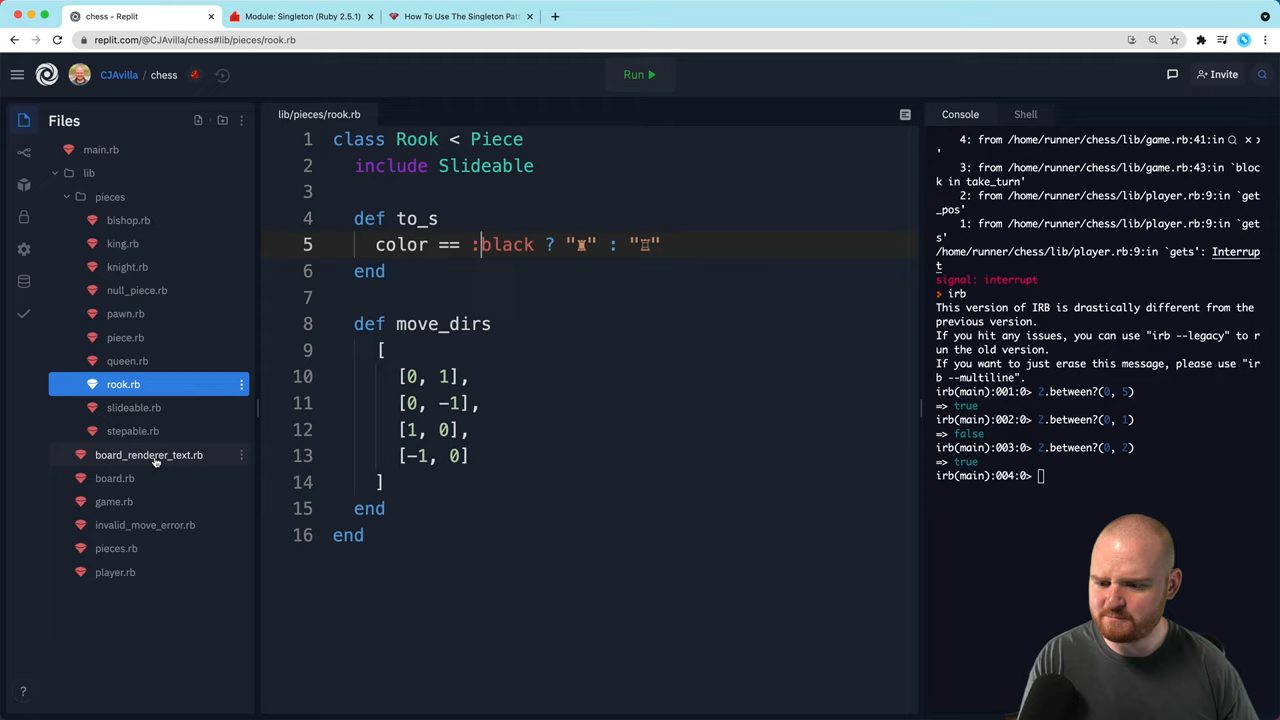 chess - Replit
Module: Singleton (Ruby 2.5.1)
How To Use The Singleton Pat
replit.com/@CJAvilla/chess#lib/pieces/rook.rb
CJAvilla / chess
Run
Invite
Files
main.rb
lib
pieces
bishop.rb
king.rb
knight.rb
null_piece.rb
pawn.rb
piece.rb
queen.rb
rook.rb
slideable.rb
stepable.rb
board_renderer_text.rb
board.rb
game.rb
invalid_move_error.rb
pieces.rb
player.rb
?
lib/pieces/rook.rb
1 class Rook < Piece
2 include Slideable
3
4 def to_s
5 color == :black ? "♜" : "♖"
6 end
7
8 def move_dirs
9 [
10 [0, 1],
11 [0, -1],
12 [1, 0],
13 [-1, 0]
14 ]
15 end
16 end
Console
Shell
4: from /home/runner/chess/lib/game.rb:41:in
'
3: from /home/runner/chess/lib/game.rb:43:in `bloc
k in take_turn'
2: from /home/runner/chess/lib/player.rb:9:in `get
_pos'
1: from /home/runner/chess/lib/player.rb:9:in `get
s'
/home/runner/chess/lib/player.rb:9:in `gets': Interrup
t
signal: interrupt
irb
This version of IRB is drastically different from the
previous version.
If you hit any issues, you can use "irb --legacy" to r
un the old version.
If you want to just erase this message, please use "ir
b --multiline".
irb(main):001:0> 2.between?(0, 5)
=> true
irb(main):002:0> 2.between?(0, 1)
=> false
irb(main):003:0> 2.between?(0, 2)
=> true
irb(main):004:0>